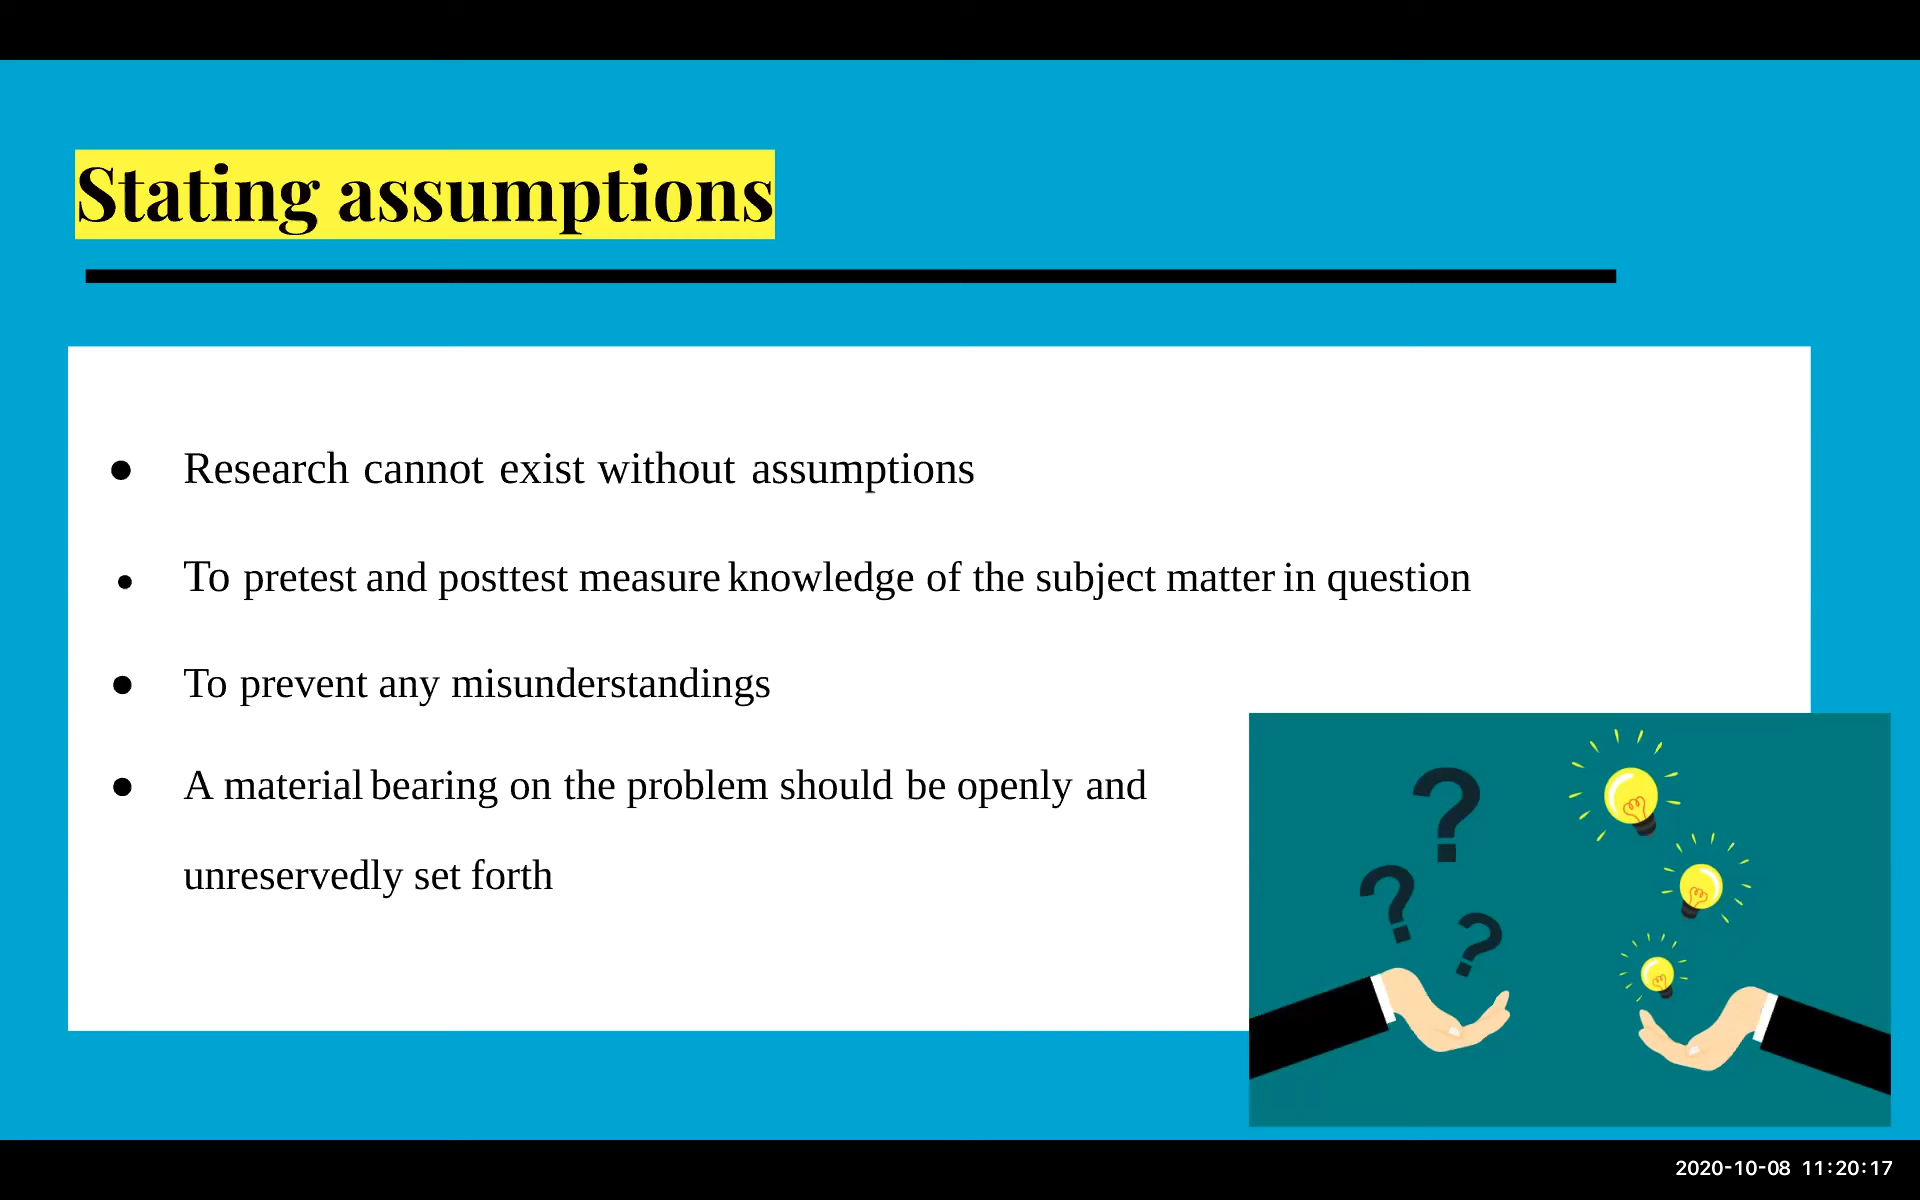 Stating assumptions
● Research cannot exist without assumptions
● To pretest and posttest measure knowledge of the subject matter in question
● To prevent any misunderstandings
● A material bearing on the problem should be openly and
unreservedly set forth
? 
? 
?
2020-10-08 11:20:17